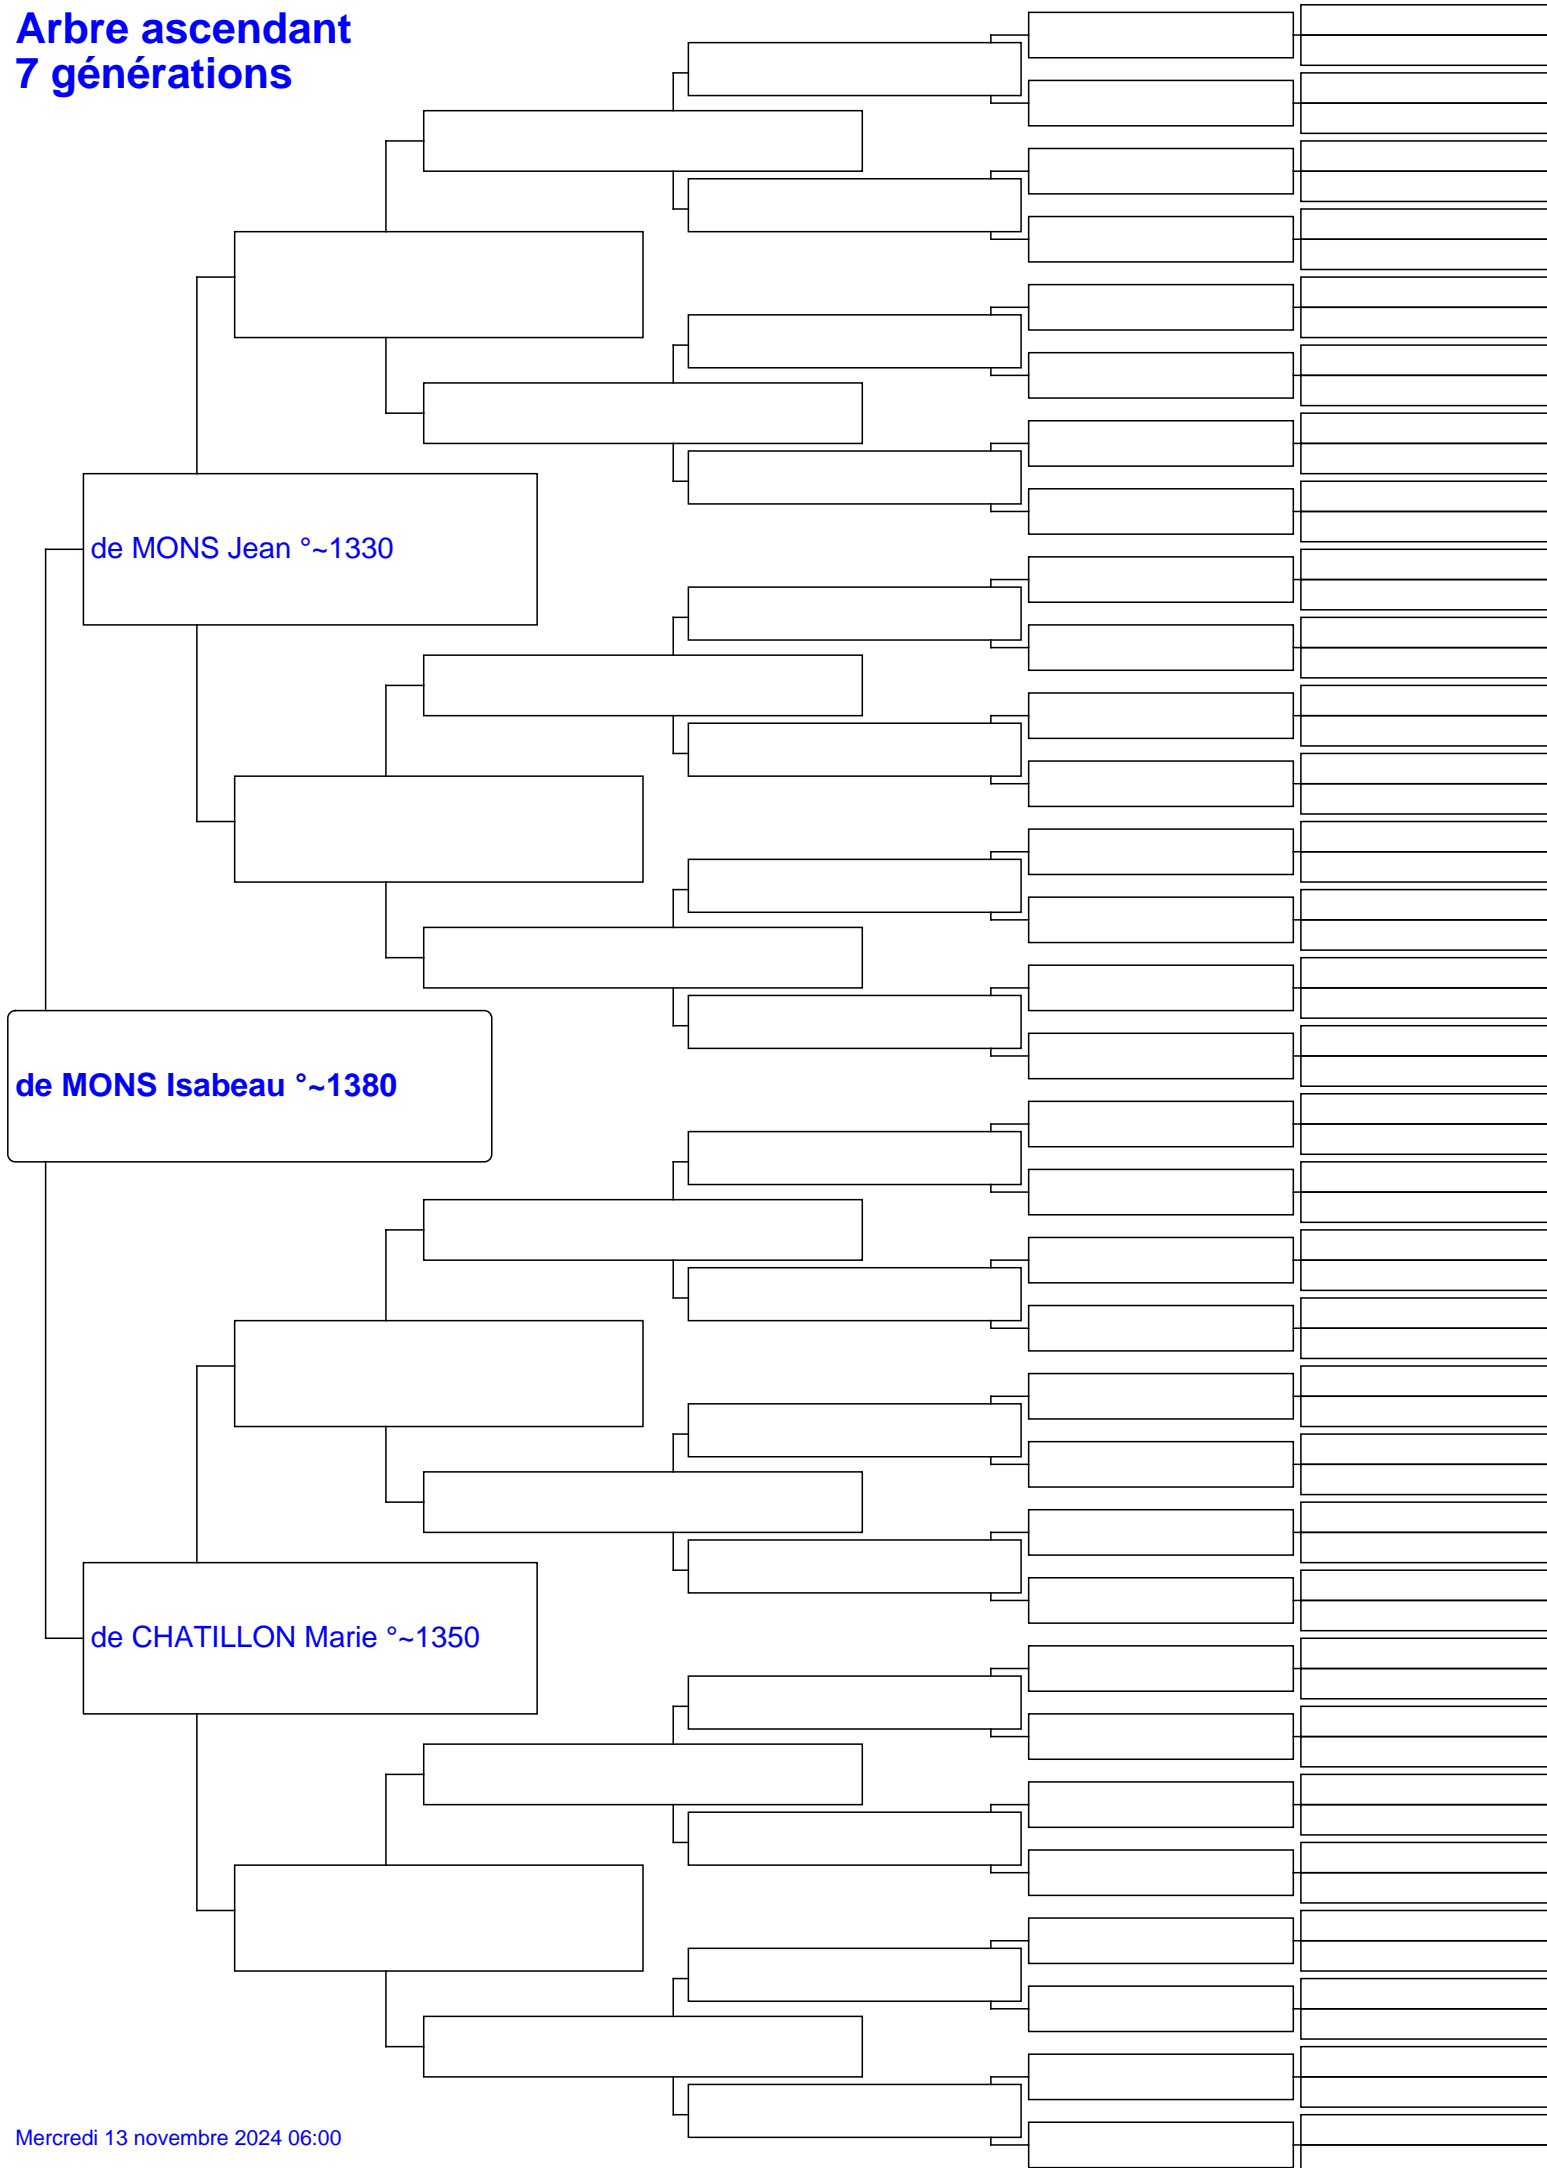 Arbre ascendant
7 générations
de MONS Jean °~1330
de MONS Isabeau °~1380
de CHATILLON Marie °~1350
Mercredi 13 novembre 2024 06:00